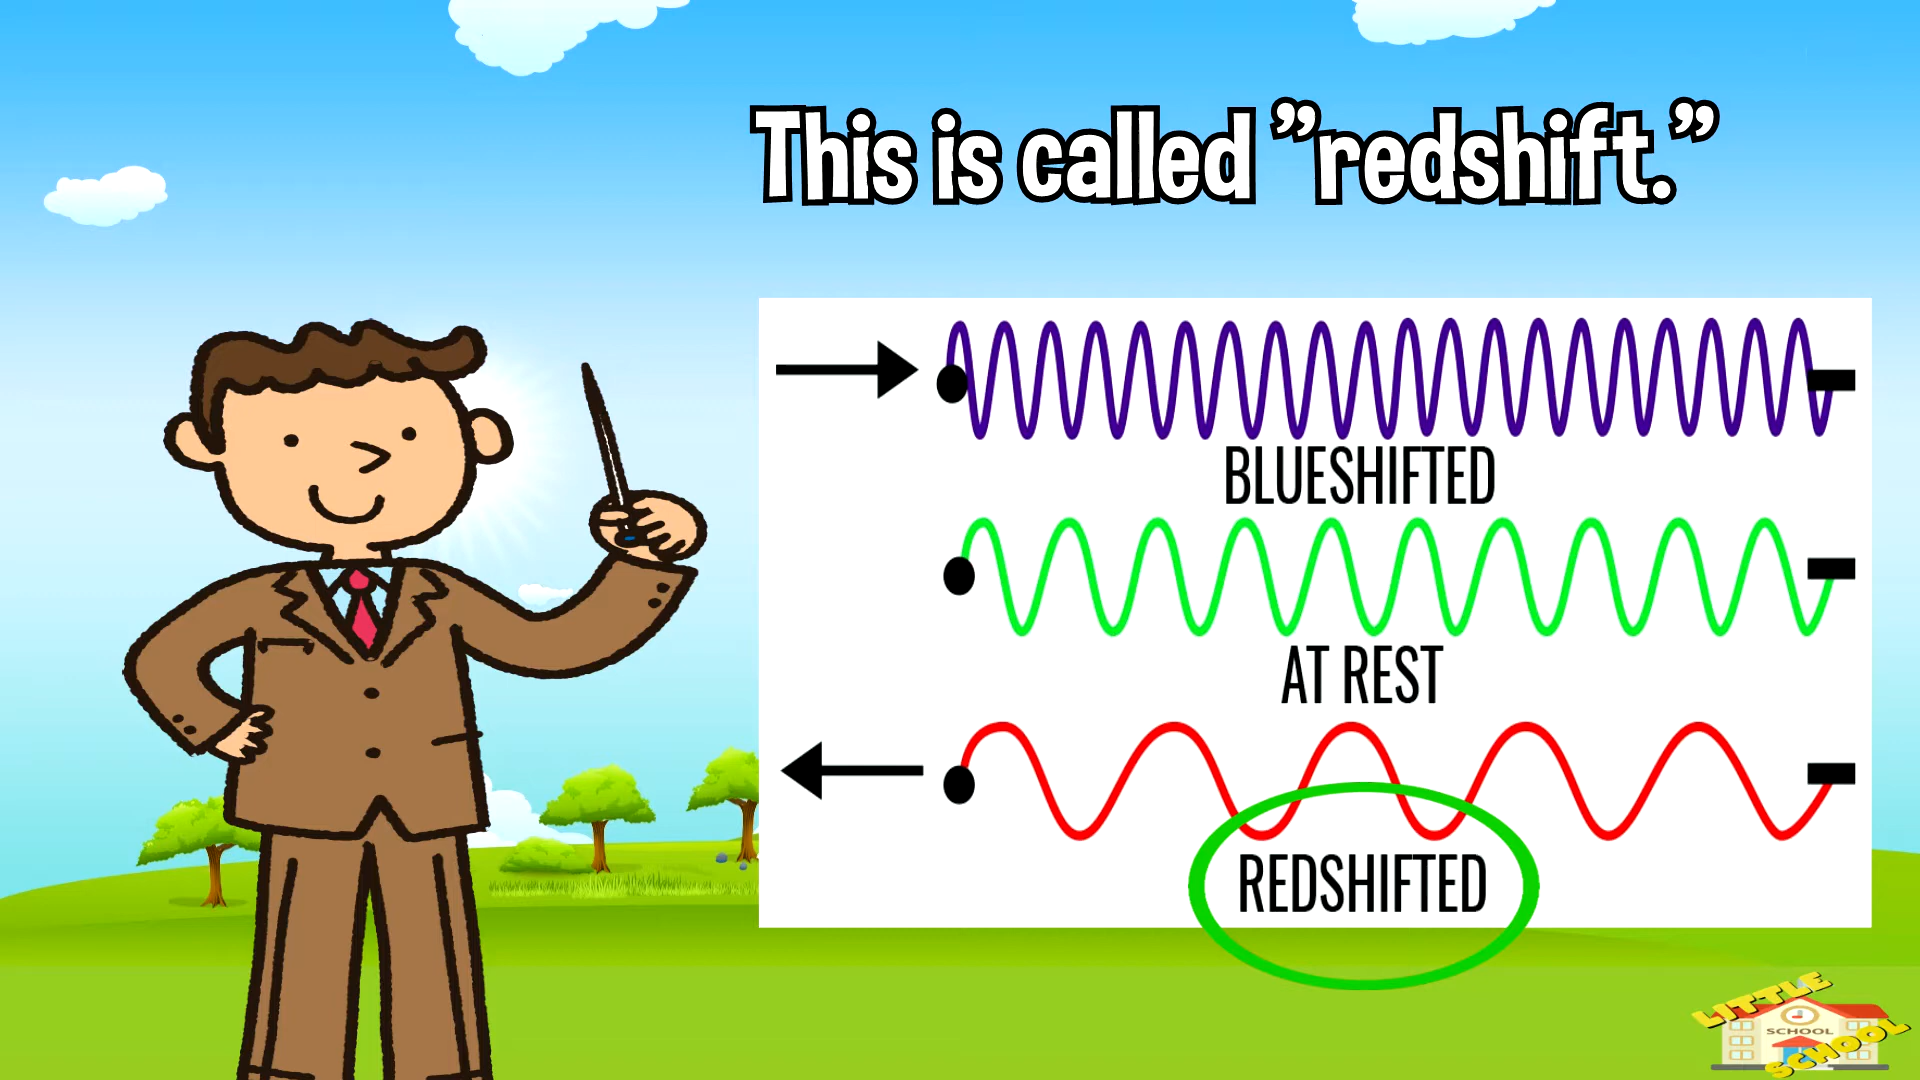 This is called ”redshift.”
BLUESHIFTED
AT REST
REDSHIFTED
LITTLE
SCHOOL
SCHOOL